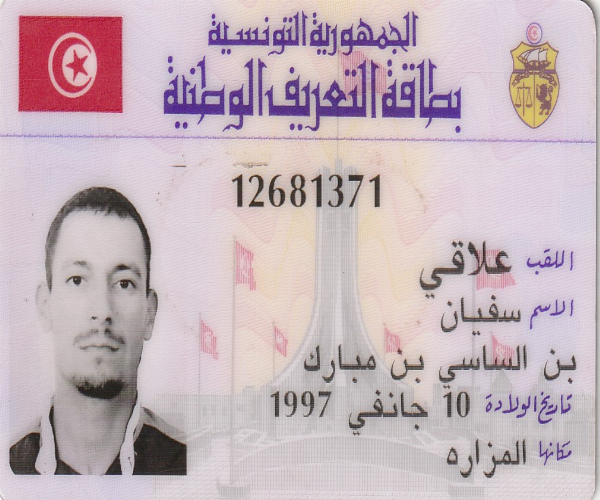 الجمهورية التونسية
بطاقة التعريف الوطنية
12681371
اللقب علاقي
الاسم سفيان
بن الساسي بن مبارك
تاريخ الولادة 10 جانفي 1997
مكانها المزاره